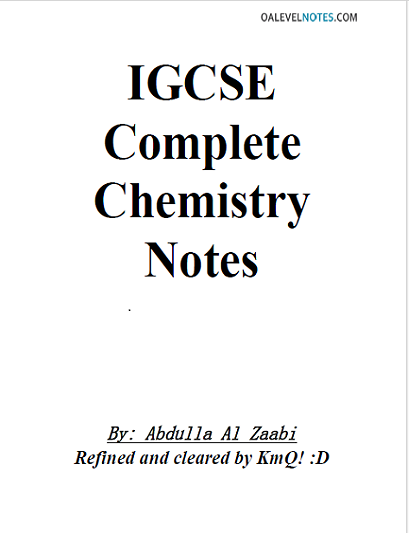 OALEVELNOTES.COM
IGCSE
Complete
Chemistry
Notes
.
By: Abdulla Al Zaabi
Refined and cleared by KmQ! :D